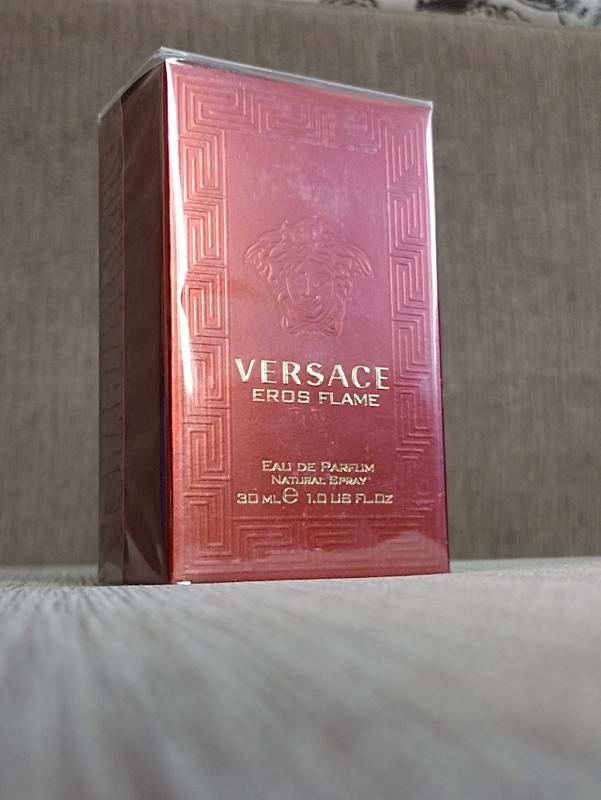 VERSACE
EROS FLAME
EAU DE PARFUM
NATURAL SPRAY
30 ML ℮ 1.0 US FL.OZ